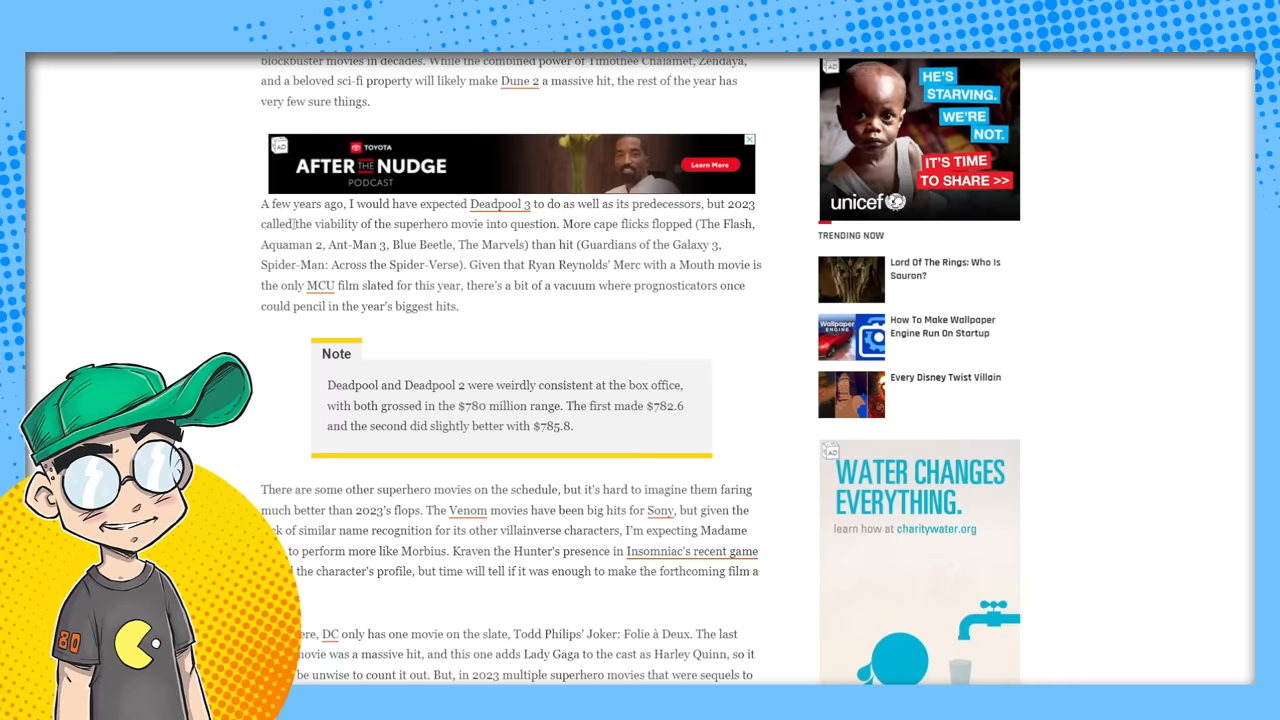 blockbuster movies in decades. While the combined power of Timothée Chalamet, Zendaya,
and a beloved sci-fi property will likely make Dune 2 a massive hit, the rest of the year has
very few sure things.
AD
TOYOTA
AFTER THE NUDGE
PODCAST
Learn More
A few years ago, I would have expected Deadpool 3 to do as well as its predecessors, but 2023
called the viability of the superhero movie into question. More cape flicks flopped (The Flash,
Aquaman 2, Ant-Man 3, Blue Beetle, The Marvels) than hit (Guardians of the Galaxy 3,
Spider-Man: Across the Spider-Verse). Given that Ryan Reynolds' Merc with a Mouth movie is
the only MCU film slated for this year, there's a bit of a vacuum where prognosticators once
could pencil in the year's biggest hits.
Note
Deadpool and Deadpool 2 were weirdly consistent at the box office,
with both grossed in the $780 million range. The first made $782.6
and the second did slightly better with $785.8.
There are some other superhero movies on the schedule, but it's hard to imagine them faring
much better than 2023's flops. The Venom movies have been big hits for Sony, but given the
of similar name recognition for its other villainverse characters, I'm expecting Madame
to perform more like Morbius. Kraven the Hunter's presence in Insomniac's recent game
the character's profile, but time will tell if it was enough to make the forthcoming film a
DC only has one movie on the slate, Todd Philips' Joker: Folie à Deux. The last
movie was a massive hit, and this one adds Lady Gaga to the cast as Harley Quinn, so it
be unwise to count it out. But, in 2023 multiple superhero movies that were sequels to
AD
HE'S
STARVING.
WE'RE
NOT.
IT'S TIME
TO SHARE >>
unicef
TRENDING NOW
Lord Of The Rings: Who Is
Sauron?
Wallpaper
ENGINE
How To Make Wallpaper
Engine Run On Startup
Every Disney Twist Villain
AD
WATER CHANGES
EVERYTHING.
learn how at charitywater.org
80